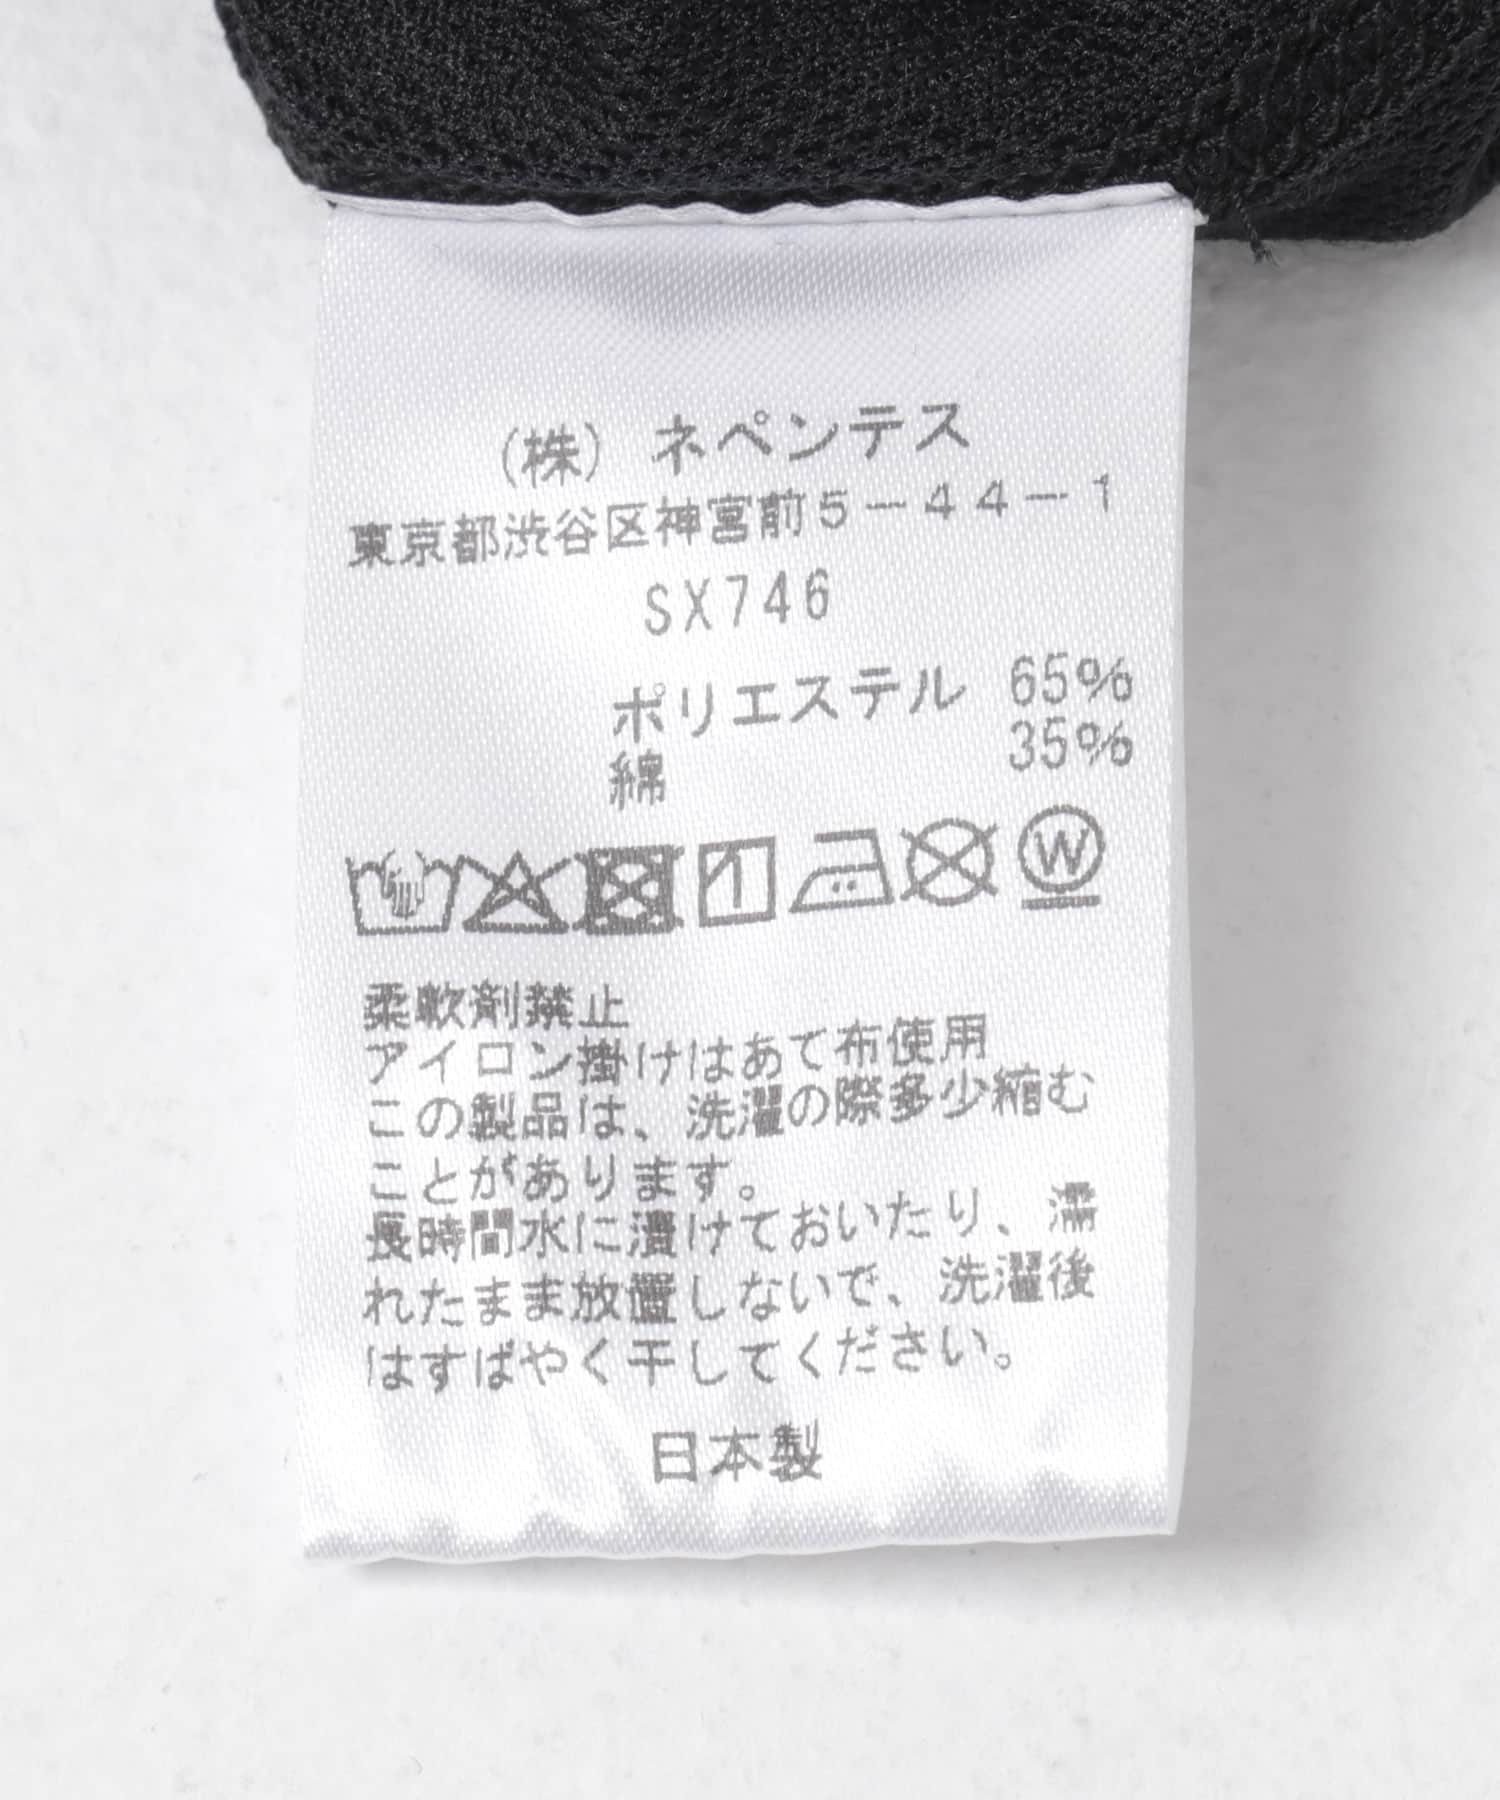 (株) ネペンテス
東京都渋谷区神宮前5-44-1
SX746
ポリエステル 65%
綿 35%
W
柔軟剤禁止
アイロン掛けはあて布使用
この製品は、洗濯の際多少縮む
ことがあります。
長時間水に漬けておいたり、濡
れたまま放置しないで、洗濯後
はすばやく干してください。
日本製